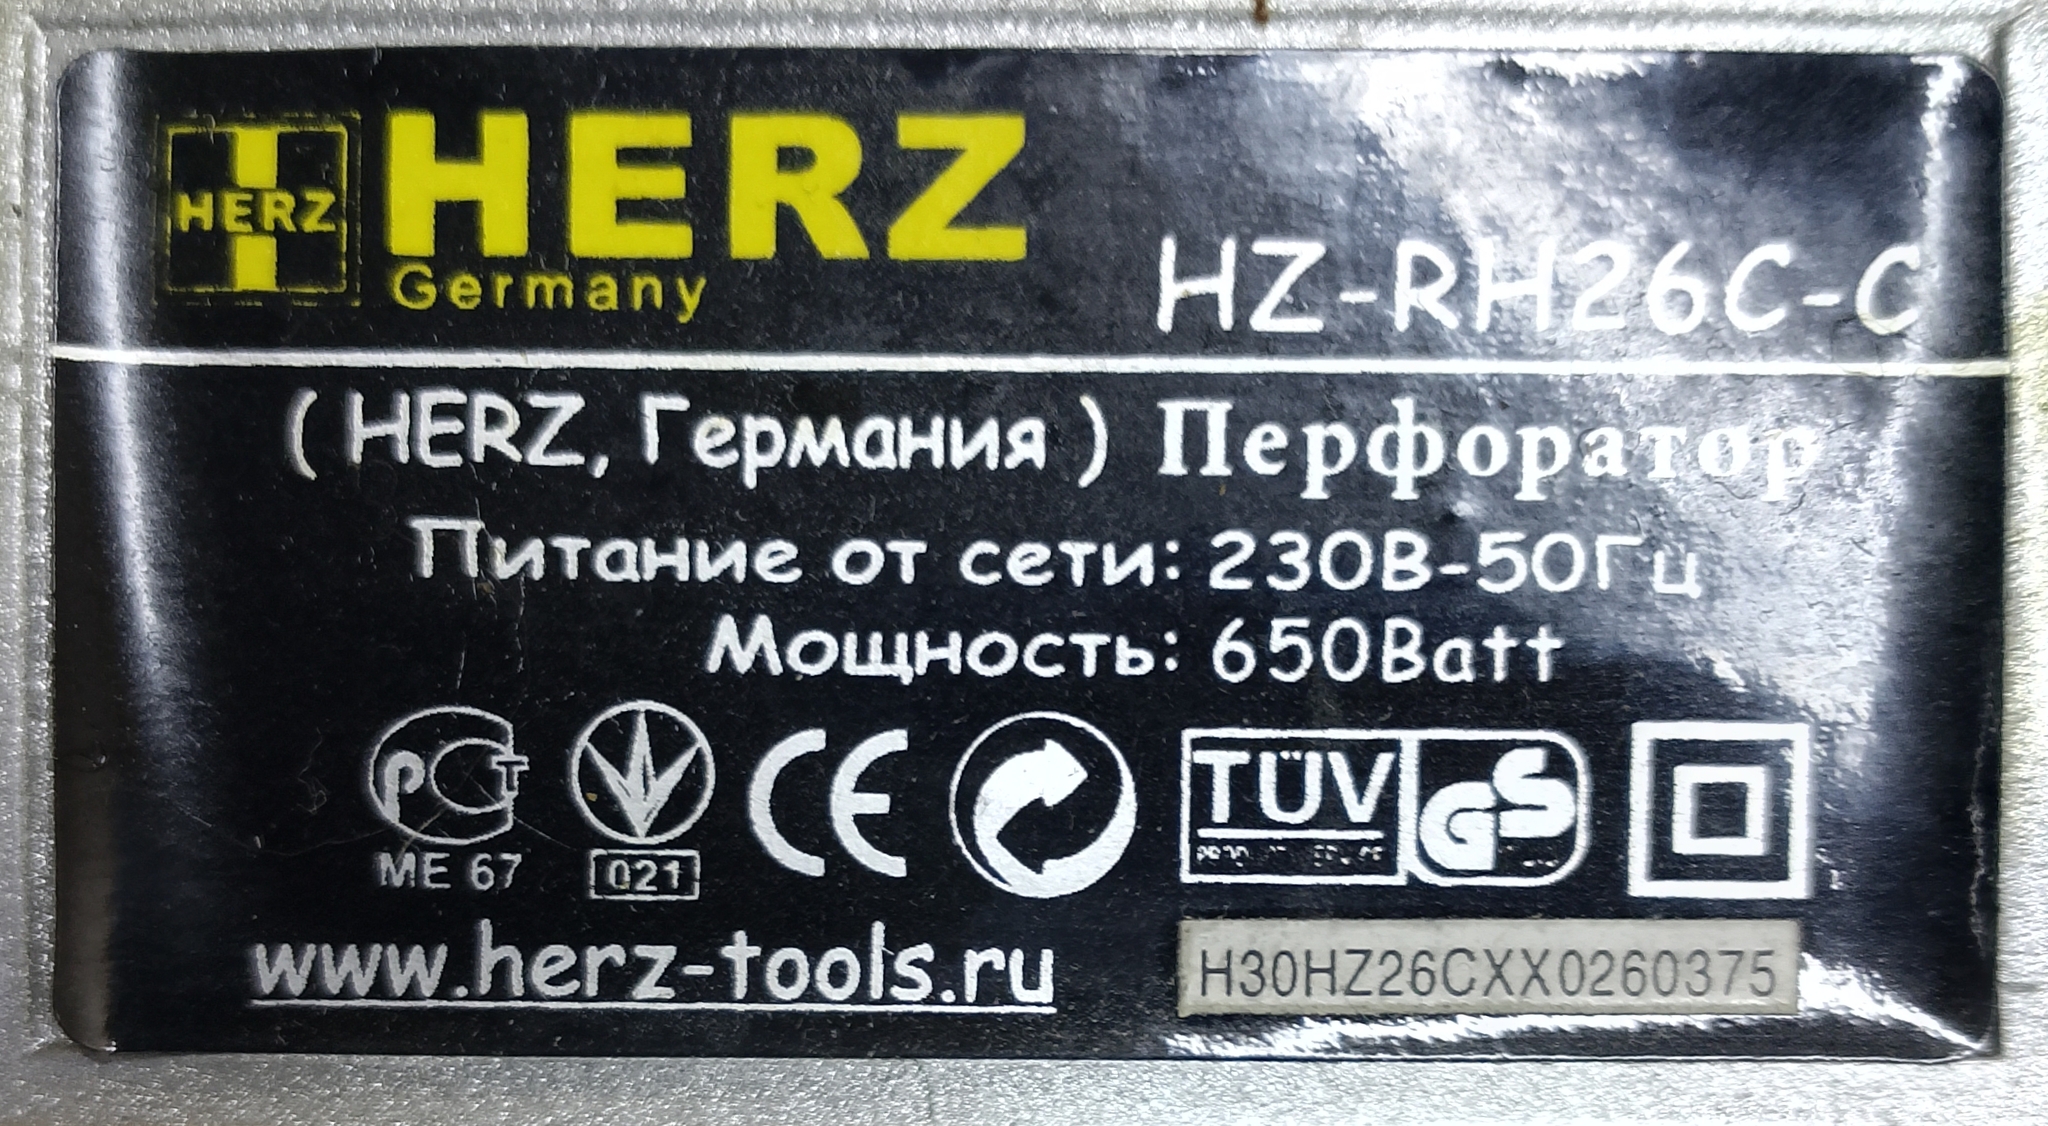 HERZ
HERZ
Germany
HZ-RH26C-C
( HERZ, Германия ) Перфоратор
Питание от сети: 230В-50Гц
Мощность: 650Ватт
РСТ
ME 67
021
CE
TÜV
GS
www.herz-tools.ru
H30HZ26CXX0260375